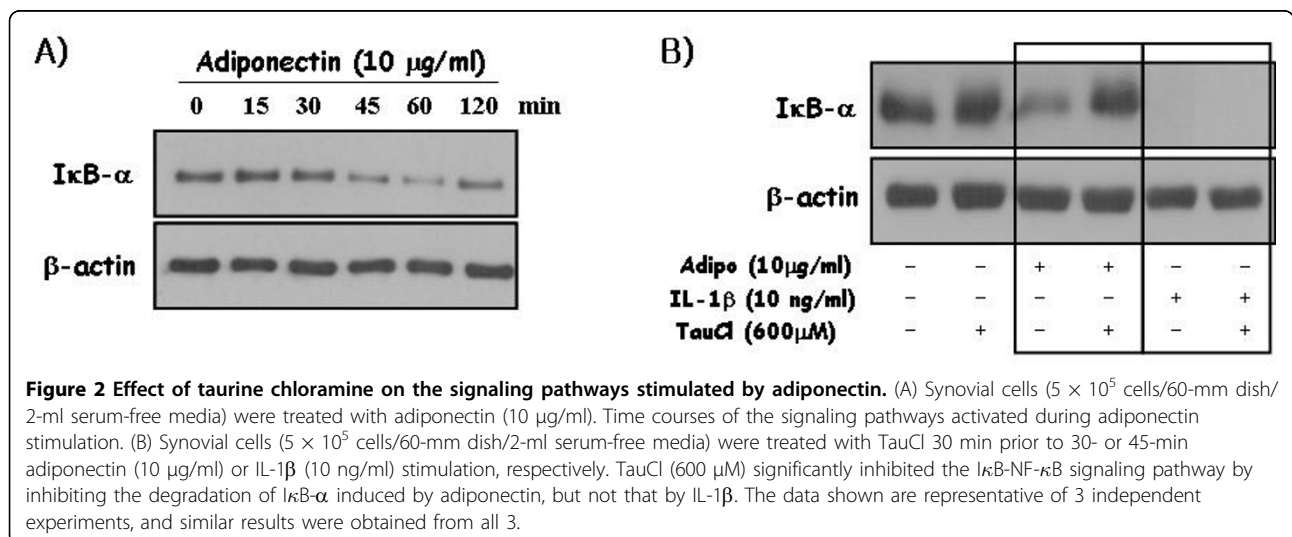 A)
Adiponectin (10 μg/ml)
0 15 30 45 60 120 min
IκB-α
β-actin
B)
IκB-α
β-actin
Adipo (10μg/ml) – – + + – –
IL-1β (10 ng/ml) – – – – + +
TauCl (600μM) – + – + – +
Figure 2 Effect of taurine chloramine on the signaling pathways stimulated by adiponectin. (A) Synovial cells (5 × 10⁵ cells/60-mm dish/
2-ml serum-free media) were treated with adiponectin (10 μg/ml). Time courses of the signaling pathways activated during adiponectin
stimulation. (B) Synovial cells (5 × 10⁵ cells/60-mm dish/2-ml serum-free media) were treated with TauCl 30 min prior to 30- or 45-min
adiponectin (10 μg/ml) or IL-1β (10 ng/ml) stimulation, respectively. TauCl (600 μM) significantly inhibited the IκB-NF-κB signaling pathway by
inhibiting the degradation of IκB-α induced by adiponectin, but not that by IL-1β. The data shown are representative of 3 independent
experiments, and similar results were obtained from all 3.